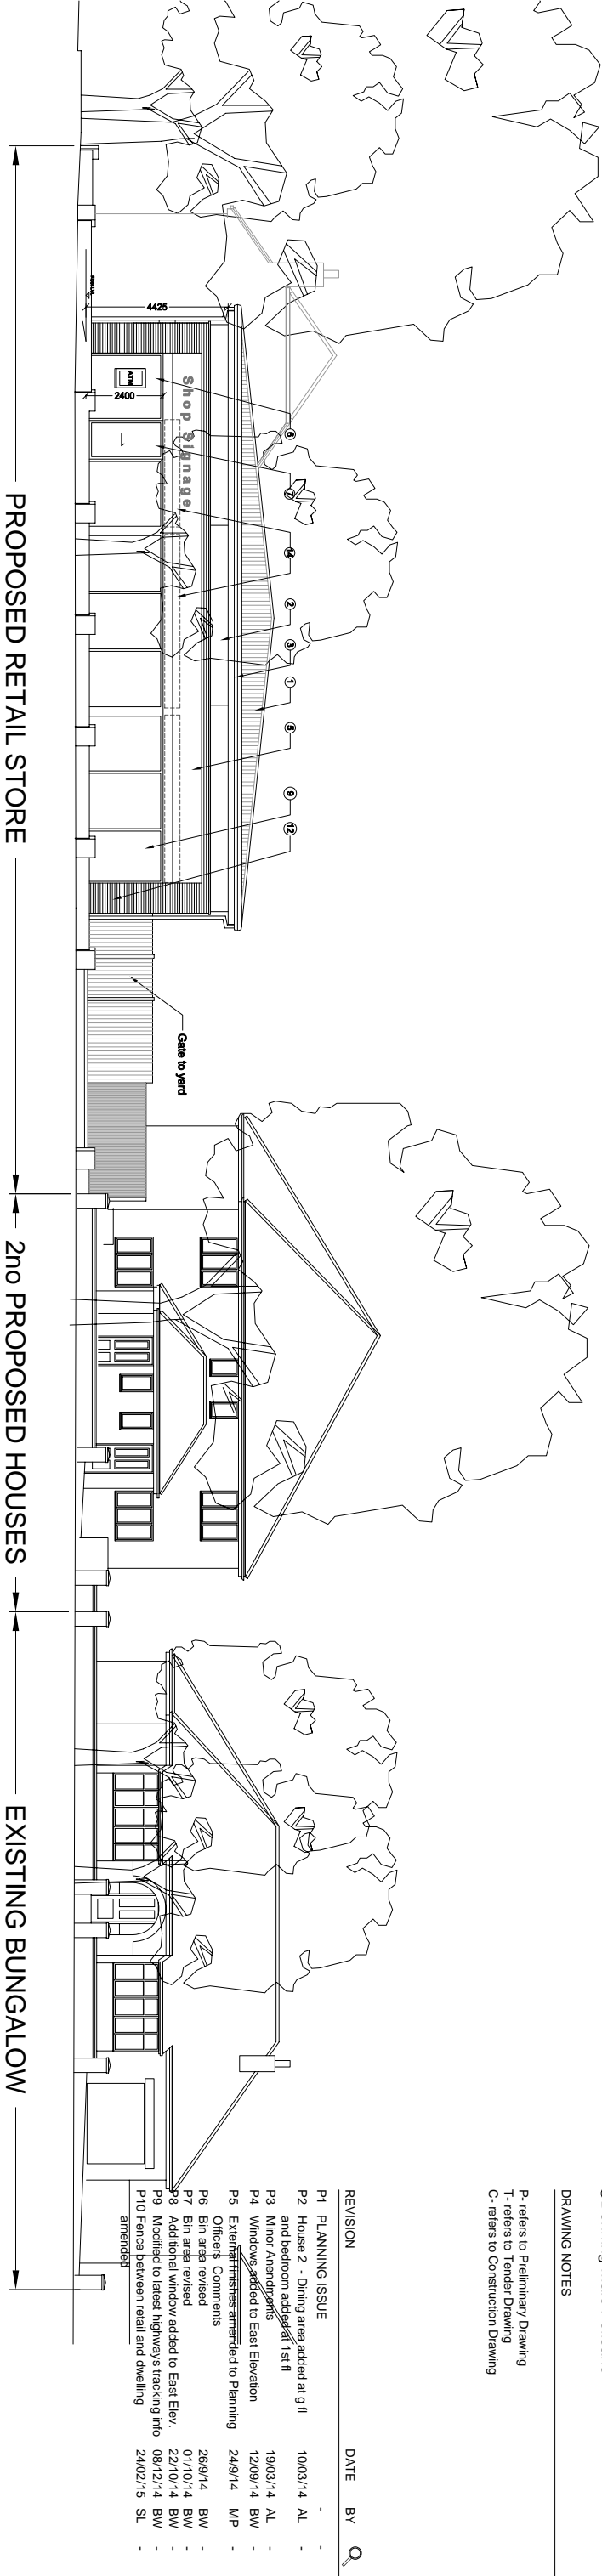 DRAWING NOTES
P- refers to Preliminary Drawing
T- refers to Tender Drawing
C- refers to Construction Drawing
REVISION DATE BY
P1 PLANNING ISSUE - -
P2 House 2 - Dining area added at g fl 10/03/14 AL -
and bedroom added at 1st fl
P3 Minor Amendments 19/03/14 AL -
P4 Windows added to East Elevation 12/09/14 BW -
P5 External finishes amended to Planning 24/9/14 MP -
Officers Comments
P6 Bin area revised 26/9/14 BW -
P7 Bin area revised 01/10/14 BW -
P8 Additional window added to East Elev. 22/10/14 BW -
P9 Modified to latest highways tracking info 08/12/14 BW -
P10 Fence between retail and dwelling 24/02/15 SL -
amended
6 7 14 2 3 1 5 9 12
4425
Shop Signage
ATM
2400
Gate to yard
PROPOSED RETAIL STORE
2no PROPOSED HOUSES
EXISTING BUNGALOW